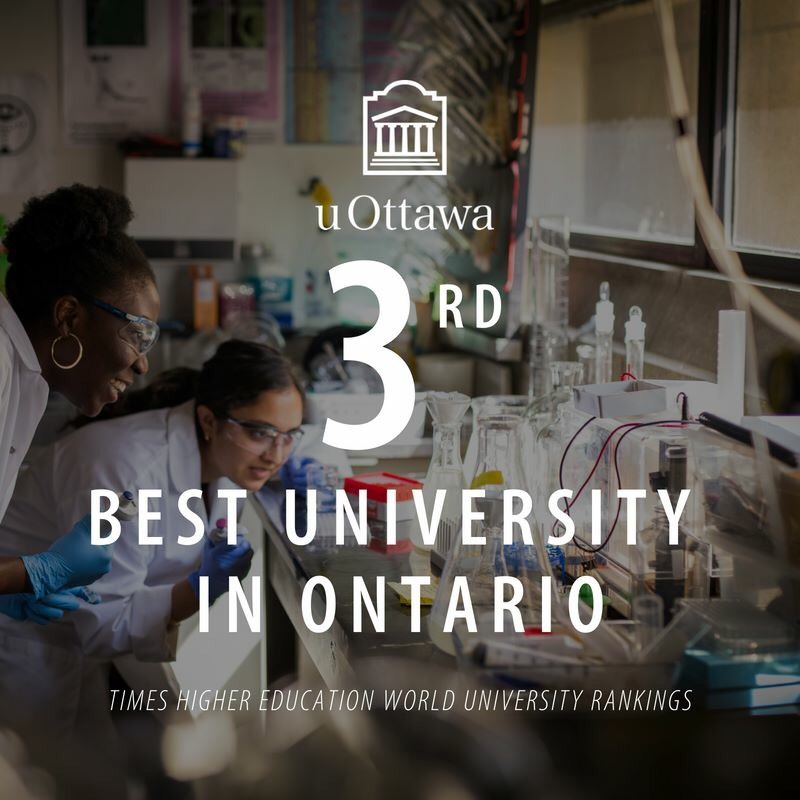 uOttawa
3RD
BEST UNIVERSITY
IN ONTARIO
TIMES HIGHER EDUCATION WORLD UNIVERSITY RANKINGS